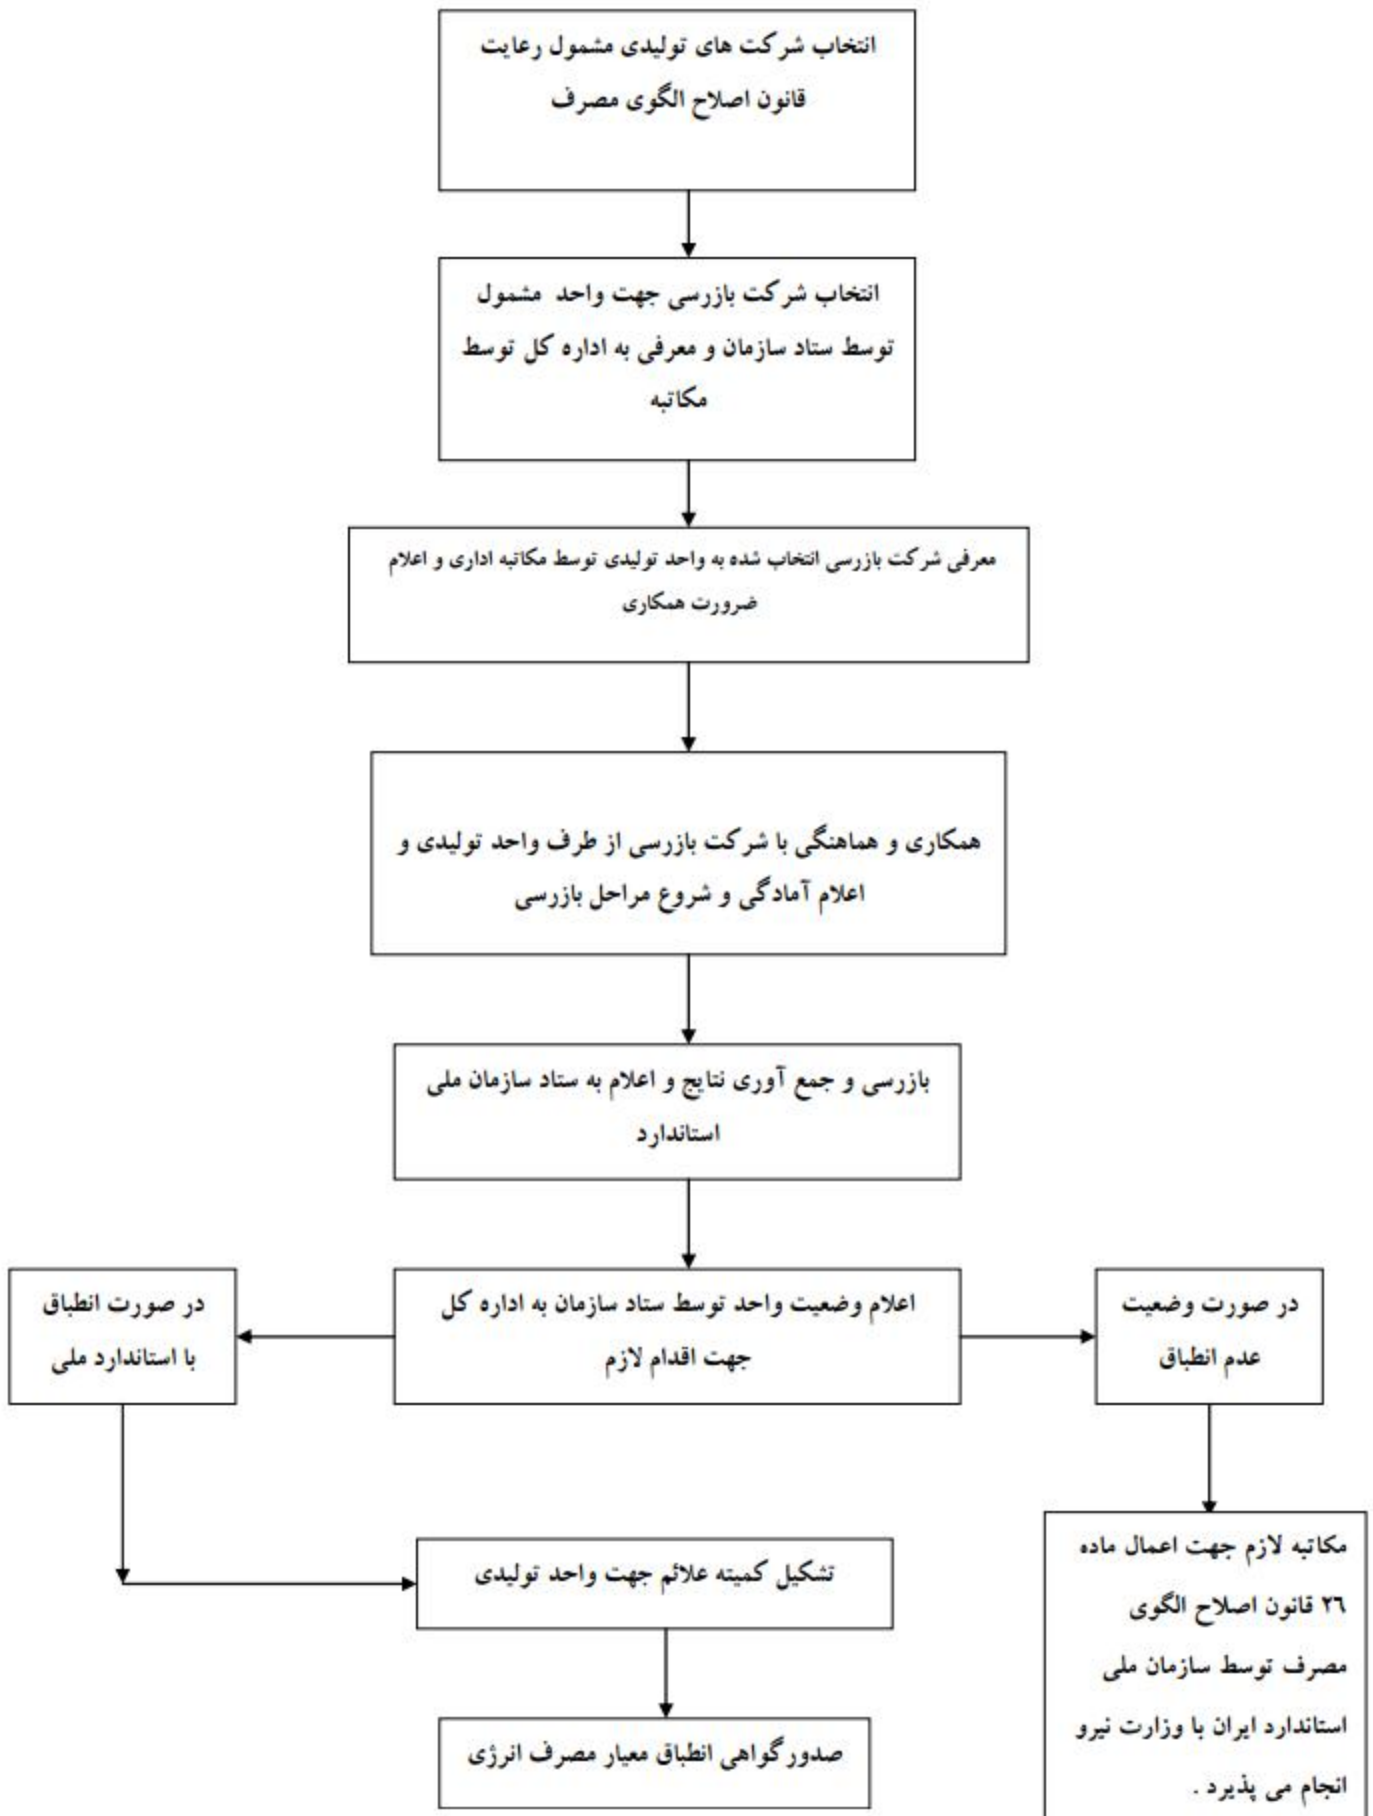 انتخاب شرکت های تولیدی مشمول رعایت
قانون اصلاح الگوی مصرف
انتخاب شرکت بازرسی جهت واحد مشمول
توسط ستاد سازمان و معرفی به اداره کل توسط
مکاتبه
معرفی شرکت بازرسی انتخاب شده به واحد تولیدی توسط مکاتبه اداری و اعلام
ضرورت همکاری
همکاری و هماهنگی با شرکت بازرسی از طرف واحد تولیدی و
اعلام آمادگی و شروع مراحل بازرسی
بازرسی و جمع آوری نتایج و اعلام به ستاد سازمان ملی
استاندارد
اعلام وضعیت واحد توسط ستاد سازمان به اداره کل
جهت اقدام لازم
در صورت وضعیت
عدم انطباق
در صورت انطباق
با استاندارد ملی
مکاتبه لازم جهت اعمال ماده
۲۶ قانون اصلاح الگوی
مصرف توسط سازمان ملی
استاندارد ایران با وزارت نیرو
انجام می پذیرد .
تشکیل کمیته علائم جهت واحد تولیدی
صدورگواهی انطباق معیار مصرف انرژی